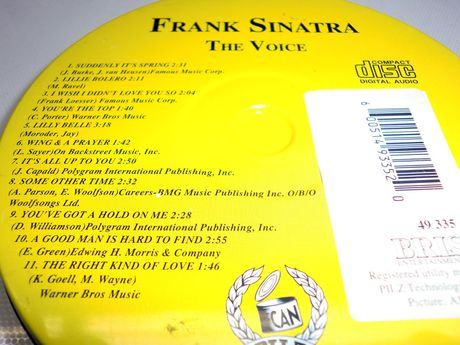 FRANK SINATRA
THE VOICE
1. SUDDENLY IT'S SPRING 2:31
(J. Burke, J. van Heusen)Famous Music Corp.
2. LILLIE BOLERO 2:11
(M. Ravel)
3. I WISH I DIDN'T LOVE YOU SO 2:04
(Frank Loesser) Famous Music Corp.
4. YOU'RE THE TOP 1:40
(C. Porter) Warner Bros Music
5. LILLY BELLE 3:18
(Moroder, Jay)
6. WING & A PRAYER 1:42
(L. Sayer)On Backstreet Music, Inc.
7. IT'S ALL UP TO YOU 2:50
(J. Capald) Polygram International Publishing, Inc.
8. SOME OTHER TIME 2:32
(A. Parson, E. Woolfson)Careers-BMG Music Publishing Inc. O/B/O
Woolfsongs Ltd.
9. YOU'VE GOT A HOLD ON ME 2:28
(D. Williamson)Polygram International Publishing, Inc.
10. A GOOD MAN IS HARD TO FIND 2:55
(E. Green)Edwing H. Morris & Company
11. THE RIGHT KIND OF LOVE 1:46
(K. Goell, M. Wayne)
Warner Bros Music
COMPACT
disc
DIGITAL AUDIO
6 005149 33520
49 335
Registered utility m
PILZ Technolog
Picture: A
CAN